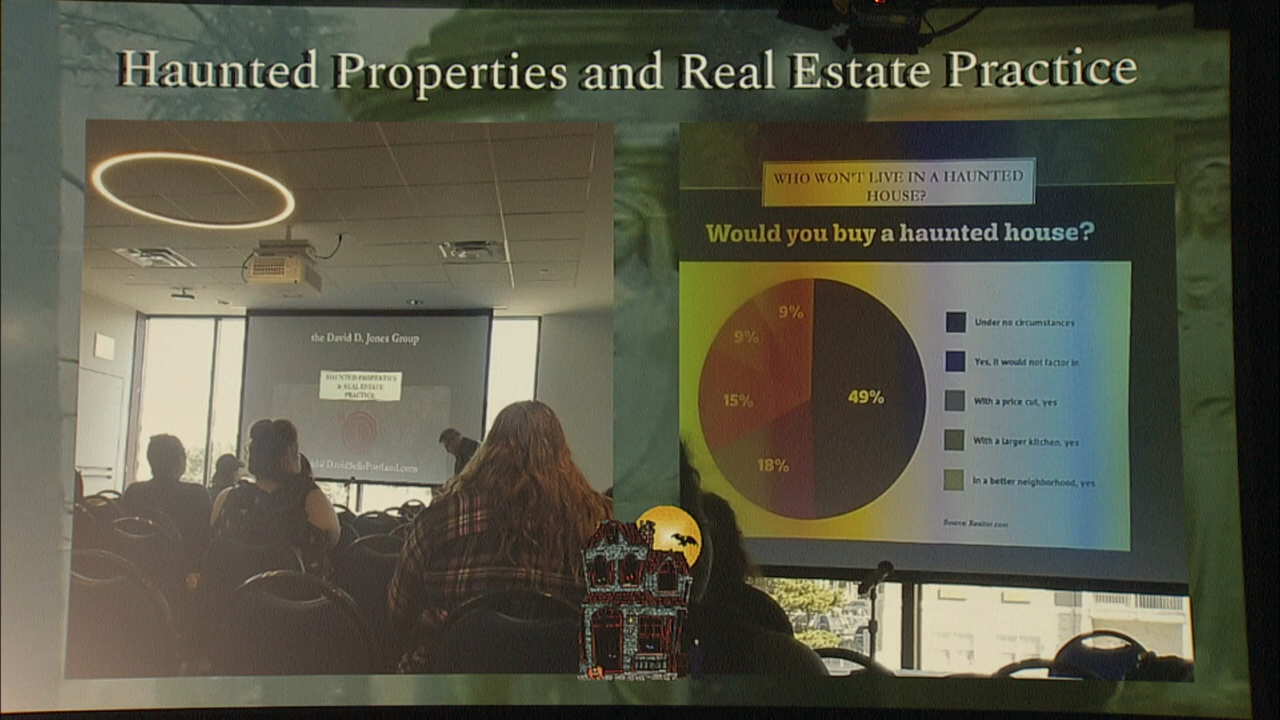 Haunted Properties and Real Estate Practice
the David D. Jones Group
HAUNTED PROPERTIES
& REAL ESTATE
PRACTICE
DavidSellsPortland.com
WHO WON'T LIVE IN A HAUNTED
HOUSE?
Would you buy a haunted house?
9%
9%
15%
49%
18%
Under no circumstances
Yes, it would not factor in
With a price cut, yes
With a larger kitchen, yes
In a better neighborhood, yes
Source: Realtor.com